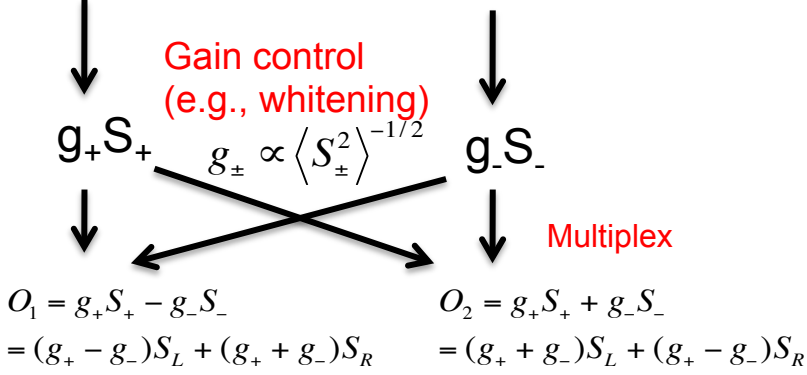 Gain control
(e.g., whitening)
g₊S₊
g± ∝ ⟨S±²⟩^−1/2
g₋S₋
Multiplex
O₁ = g₊S₊ − g₋S₋
= (g₊ − g₋)S_L + (g₊ + g₋)S_R
O₂ = g₊S₊ + g₋S₋
= (g₊ + g₋)S_L + (g₊ − g₋)S_R